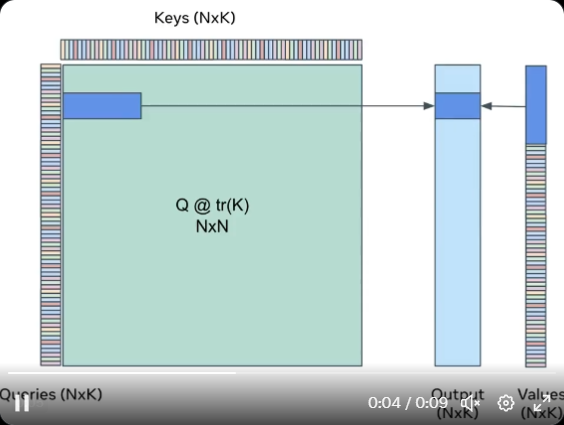 Keys (NxK)
Q @ tr(K)
NxN
Queries (NxK)
0:04 / 0:09
Output
(NxK)
Values
(NxK)